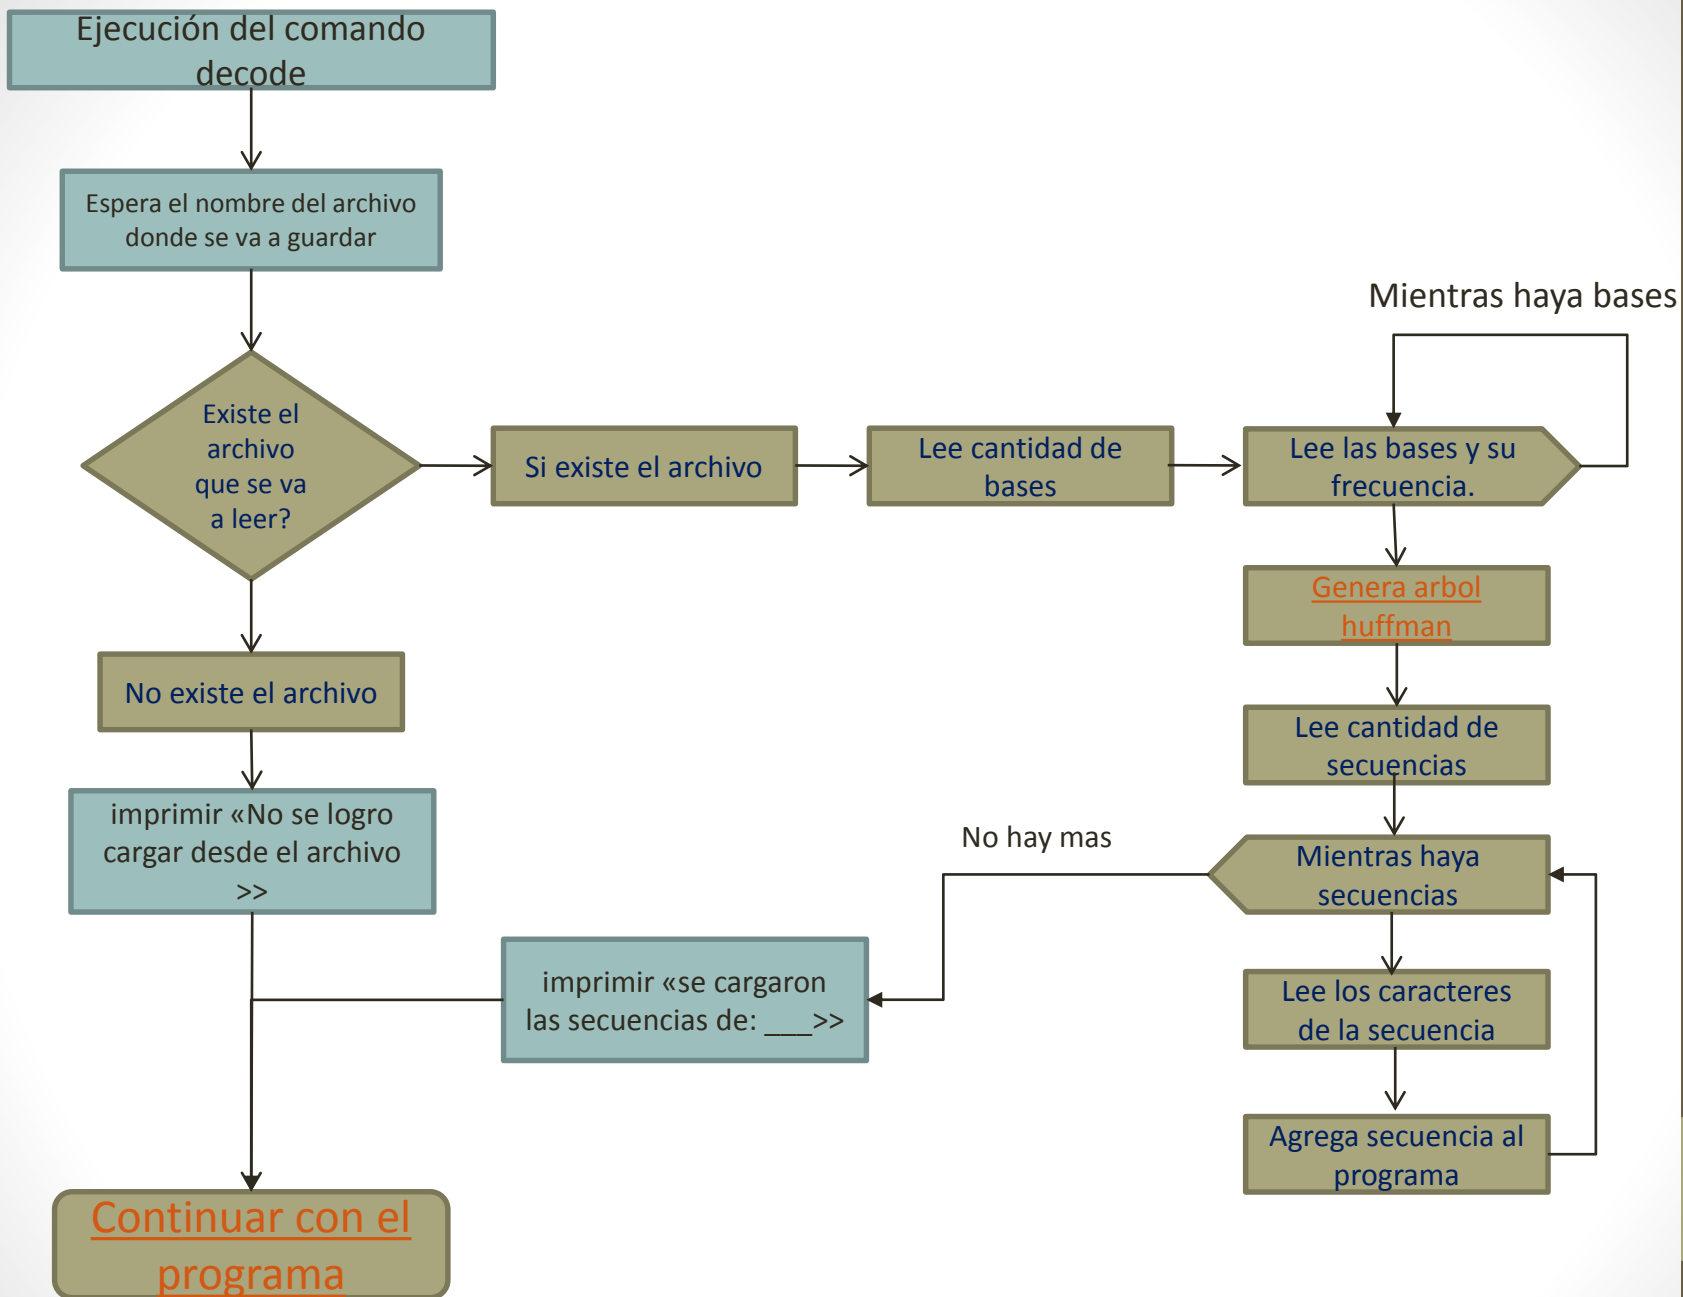 Ejecución del comando
decode
Espera el nombre del archivo
donde se va a guardar
Mientras haya bases
Existe el
archivo
que se va
a leer?
Si existe el archivo
Lee cantidad de
bases
Lee las bases y su
frecuencia.
Genera arbol
huffman
No existe el archivo
Lee cantidad de
secuencias
imprimir «No se logro
cargar desde el archivo
>>
No hay mas
Mientras haya
secuencias
imprimir «se cargaron
las secuencias de: ___>>
Lee los caracteres
de la secuencia
Agrega secuencia al
programa
Continuar con el
programa